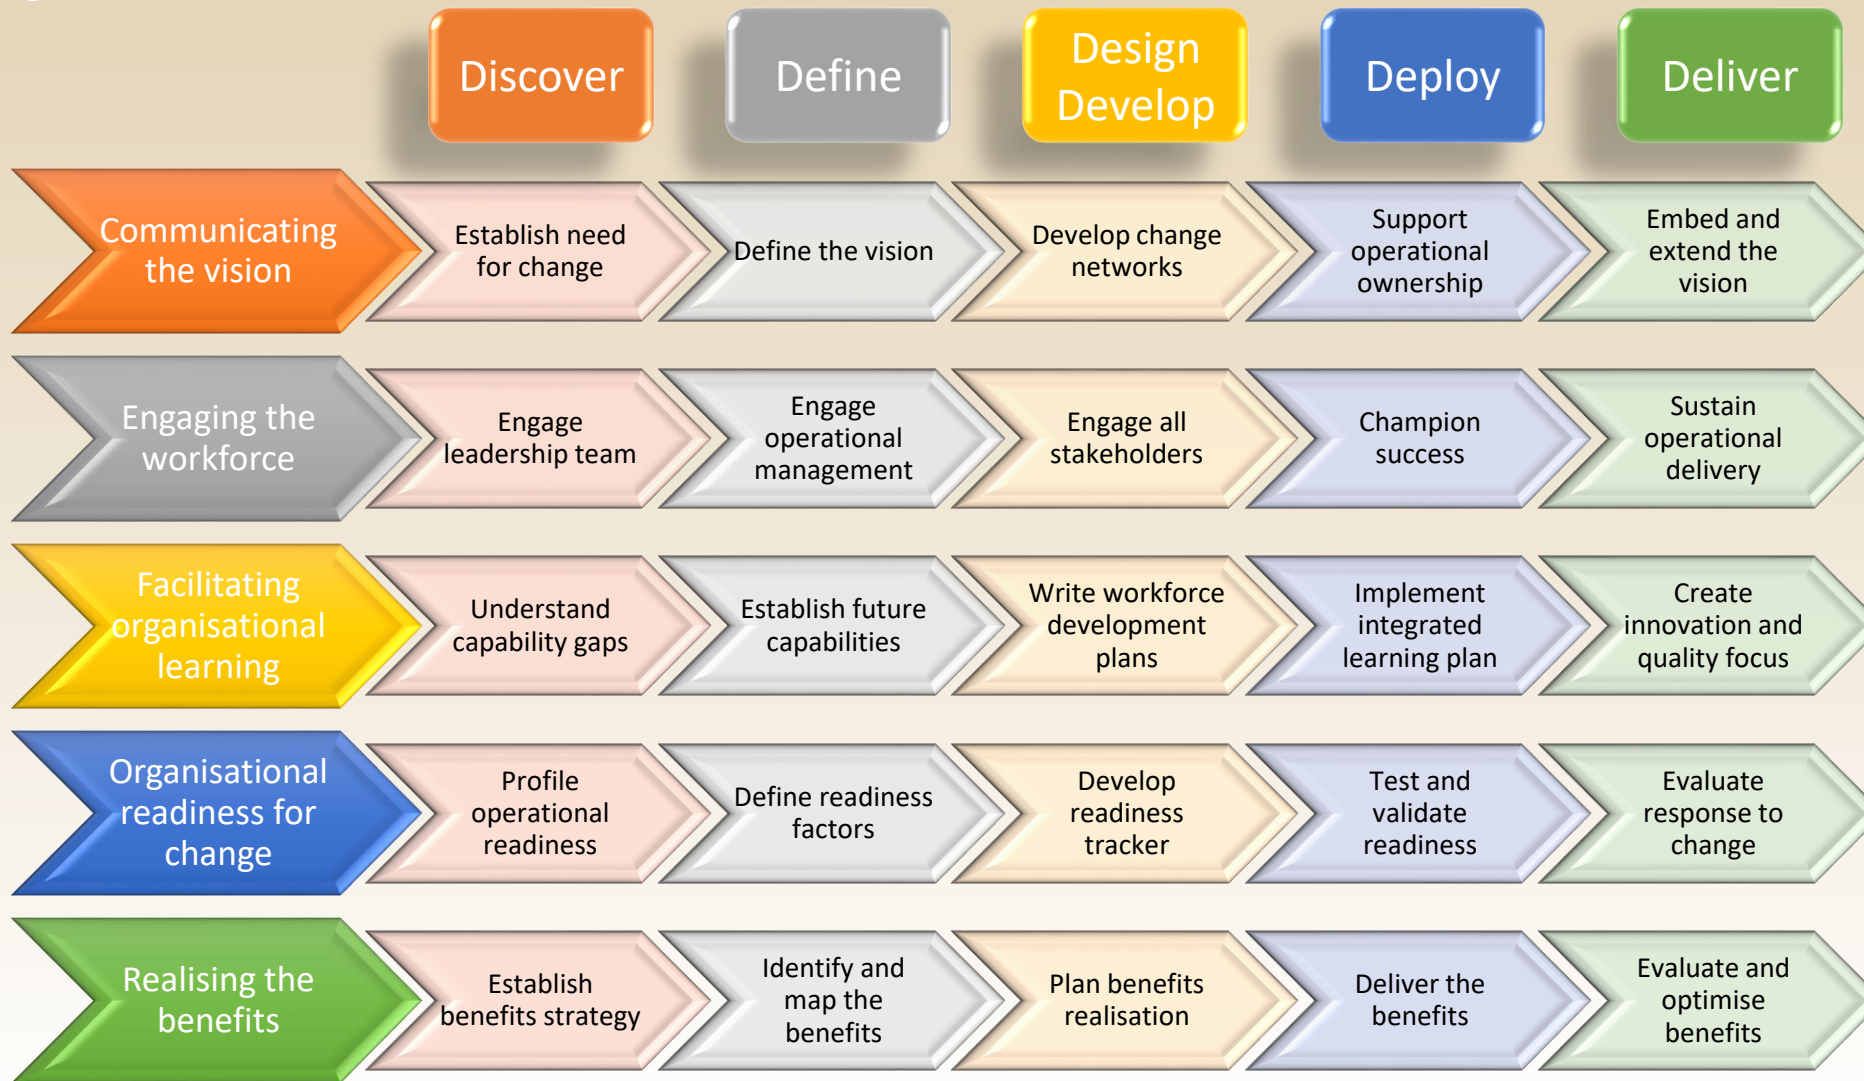 Discover
Define
Design
Develop
Deploy
Deliver
Communicating
the vision
Establish need
for change
Define the vision
Develop change
networks
Support
operational
ownership
Embed and
extend the
vision
Engaging the
workforce
Engage
leadership team
Engage
operational
management
Engage all
stakeholders
Champion
success
Sustain
operational
delivery
Facilitating
organisational
learning
Understand
capability gaps
Establish future
capabilities
Write workforce
development
plans
Implement
integrated
learning plan
Create
innovation and
quality focus
Organisational
readiness for
change
Profile
operational
readiness
Define readiness
factors
Develop
readiness
tracker
Test and
validate
readiness
Evaluate
response to
change
Realising the
benefits
Establish
benefits strategy
Identify and
map the
benefits
Plan benefits
realisation
Deliver the
benefits
Evaluate and
optimise
benefits